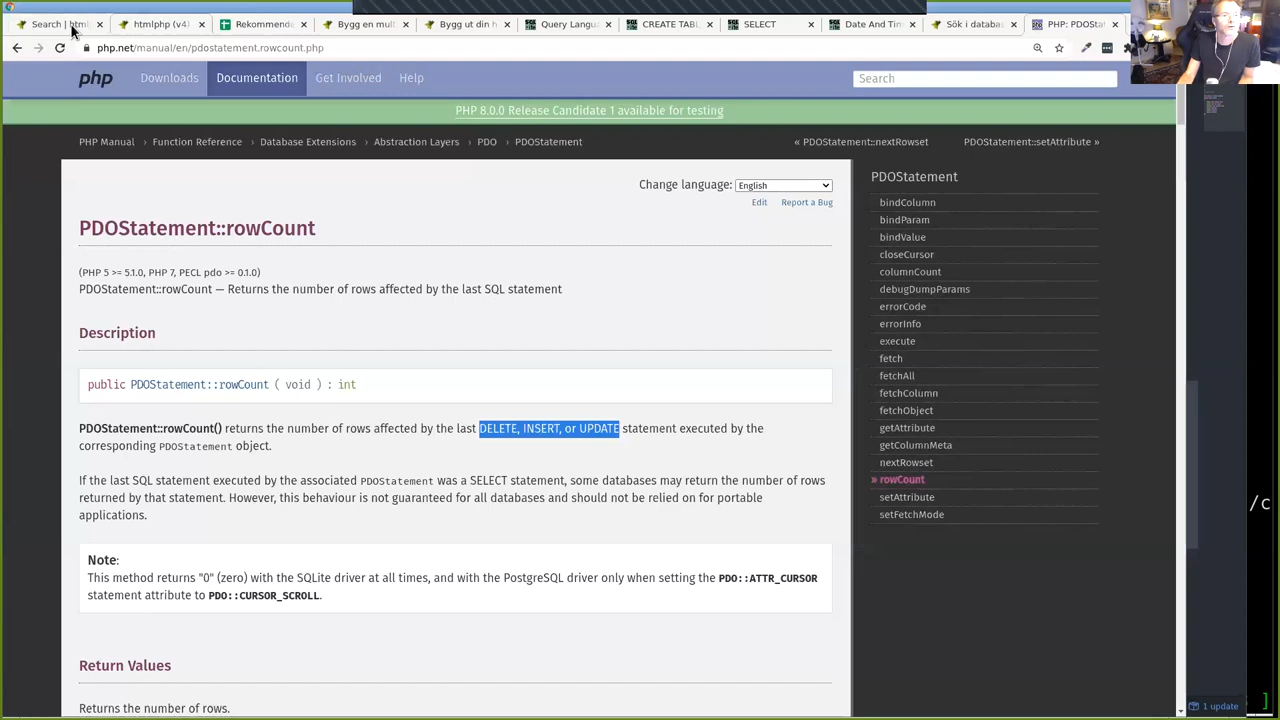 Search | html
htmlphp (v4)
Rekommende
Bygg en mul
Bygg ut din h
Query Langu
CREATE TABL
SELECT
Date And Tim
Sök i databas
PHP: PDOSta
php.net/manual/en/pdostatement.rowcount.php
php
Downloads
Documentation
Get Involved
Help
Search
PHP 8.0.0 Release Candidate 1 available for testing
PHP Manual › Function Reference › Database Extensions › Abstraction Layers › PDO › PDOStatement
« PDOStatement::nextRowset
PDOStatement::setAttribute »
Change language: English
Edit Report a Bug
PDOStatement::rowCount
(PHP 5 >= 5.1.0, PHP 7, PECL pdo >= 0.1.0)
PDOStatement::rowCount — Returns the number of rows affected by the last SQL statement
Description
public PDOStatement::rowCount ( void ) : int
PDOStatement::rowCount() returns the number of rows affected by the last DELETE, INSERT, or UPDATE statement executed by the
corresponding PDOStatement object.
If the last SQL statement executed by the associated PDOStatement was a SELECT statement, some databases may return the number of rows
returned by that statement. However, this behaviour is not guaranteed for all databases and should not be relied on for portable
applications.
Note:
This method returns "0" (zero) with the SQLite driver at all times, and with the PostgreSQL driver only when setting the PDO::ATTR_CURSOR
statement attribute to PDO::CURSOR_SCROLL.
Return Values
Returns the number of rows.
PDOStatement
bindColumn
bindParam
bindValue
closeCursor
columnCount
debugDumpParams
errorCode
errorInfo
execute
fetch
fetchAll
fetchColumn
fetchObject
getAttribute
getColumnMeta
nextRowset
» rowCount
setAttribute
setFetchMode
/c
1 update
]